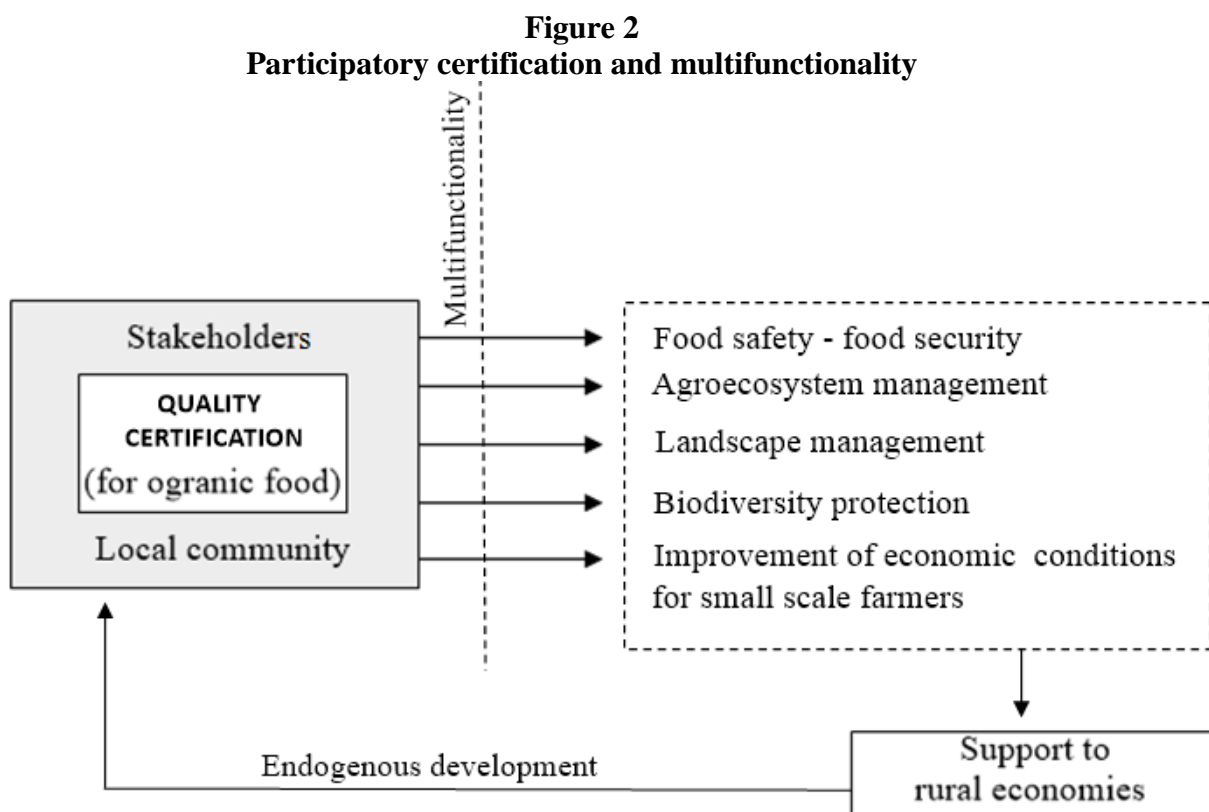 Figure 2
Participatory certification and multifunctionality
Multifunctionality
Stakeholders
QUALITY
CERTIFICATION
(for ogranic food)
Local community
Food safety - food security
Agroecosystem management
Landscape management
Biodiversity protection
Improvement of economic conditions
for small scale farmers
Support to
rural economies
Endogenous development